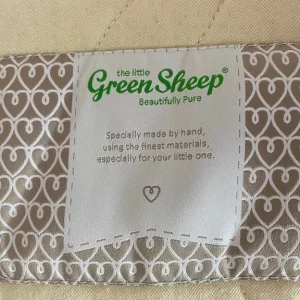 the little
Green Sheep®
Beautifully Pure
Specially made by hand,
using the finest materials,
especially for your little one.